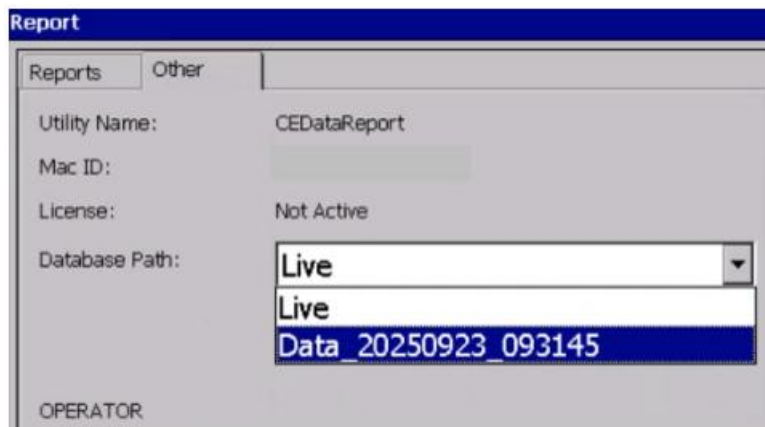 Report
Reports Other
Utility Name: CEDataReport
Mac ID:
License: Not Active
Database Path: Live
Live
Data_20250923_093145
OPERATOR